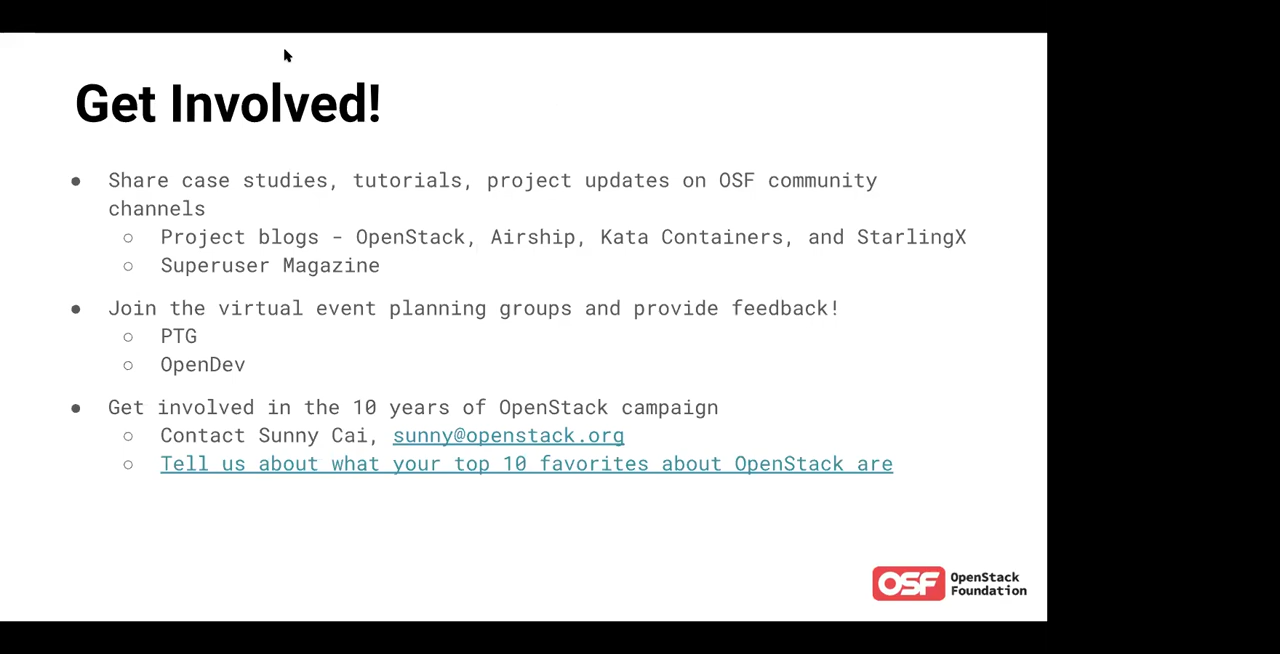 Get Involved!
● Share case studies, tutorials, project updates on OSF community
channels
○ Project blogs - OpenStack, Airship, Kata Containers, and StarlingX
○ Superuser Magazine
● Join the virtual event planning groups and provide feedback!
○ PTG
○ OpenDev
● Get involved in the 10 years of OpenStack campaign
○ Contact Sunny Cai, sunny@openstack.org
○ Tell us about what your top 10 favorites about OpenStack are
OSF OpenStack
Foundation